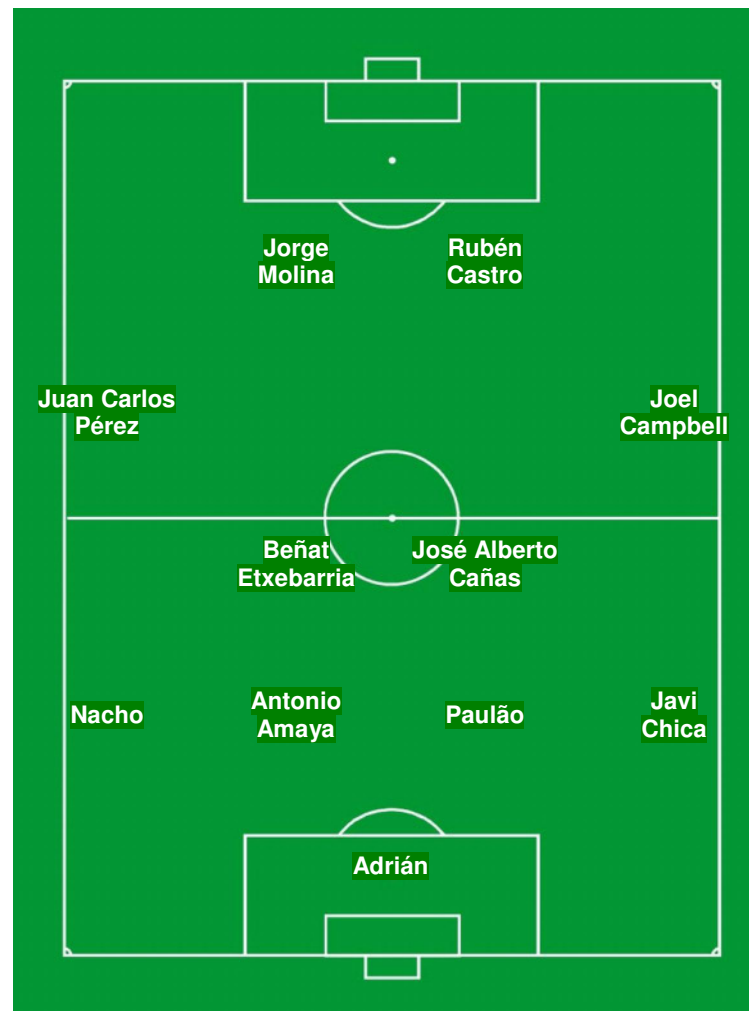 Jorge
Molina
Rubén
Castro
Juan Carlos
Pérez
Joel
Campbell
Beñat
Etxebarria
José Alberto
Cañas
Nacho
Antonio
Amaya
Paulão
Javi
Chica
Adrián